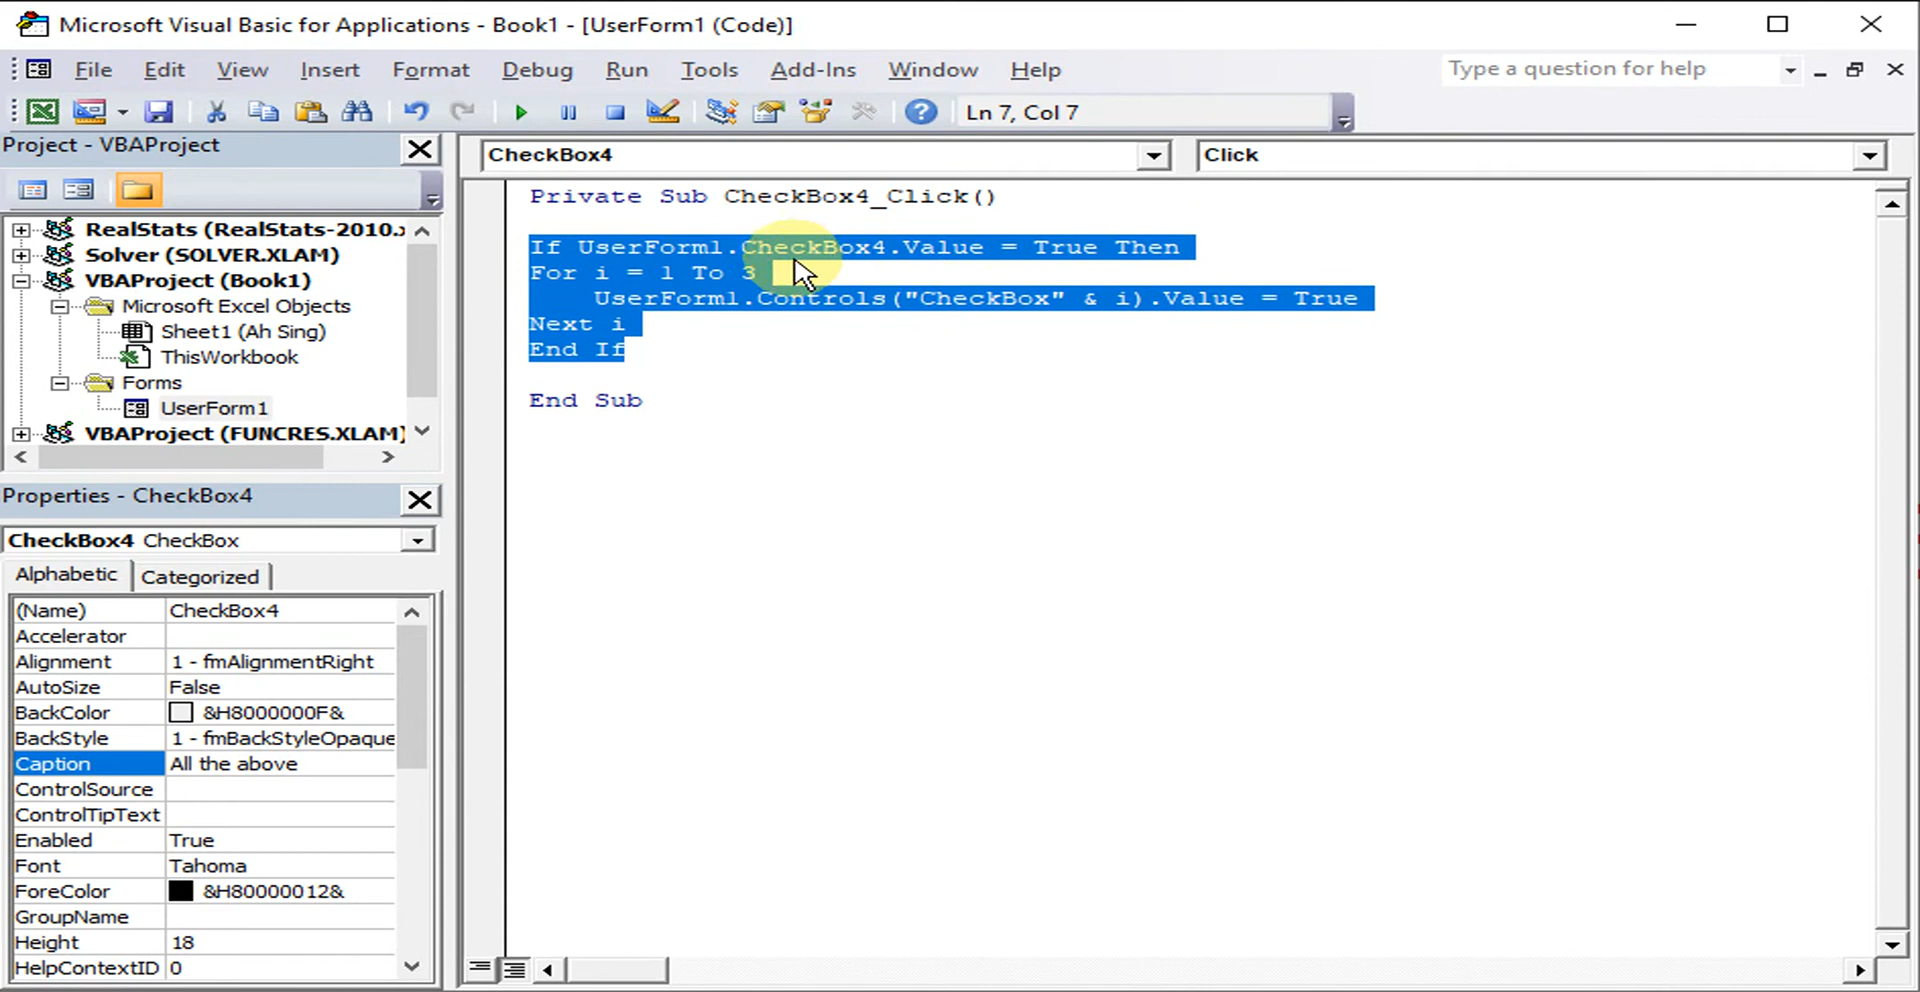 Microsoft Visual Basic for Applications - Book1 - [UserForm1 (Code)]
File Edit View Insert Format Debug Run Tools Add-Ins Window Help
Type a question for help
Ln 7, Col 7
Project - VBAProject
RealStats (RealStats-2010.x
Solver (SOLVER.XLAM)
VBAProject (Book1)
Microsoft Excel Objects
Sheet1 (Ah Sing)
ThisWorkbook
Forms
UserForm1
VBAProject (FUNCRES.XLAM)
Properties - CheckBox4
CheckBox4 CheckBox
Alphabetic Categorized
(Name) CheckBox4
Accelerator
Alignment 1 - fmAlignmentRight
AutoSize False
BackColor &H8000000F&
BackStyle 1 - fmBackStyleOpaque
Caption All the above
ControlSource
ControlTipText
Enabled True
Font Tahoma
ForeColor &H80000012&
GroupName
Height 18
HelpContextID 0
CheckBox4 Click
Private Sub CheckBox4_Click()
If UserForm1.CheckBox4.Value = True Then
For i = 1 To 3
UserForm1.Controls("CheckBox" & i).Value = True
Next i
End If
End Sub